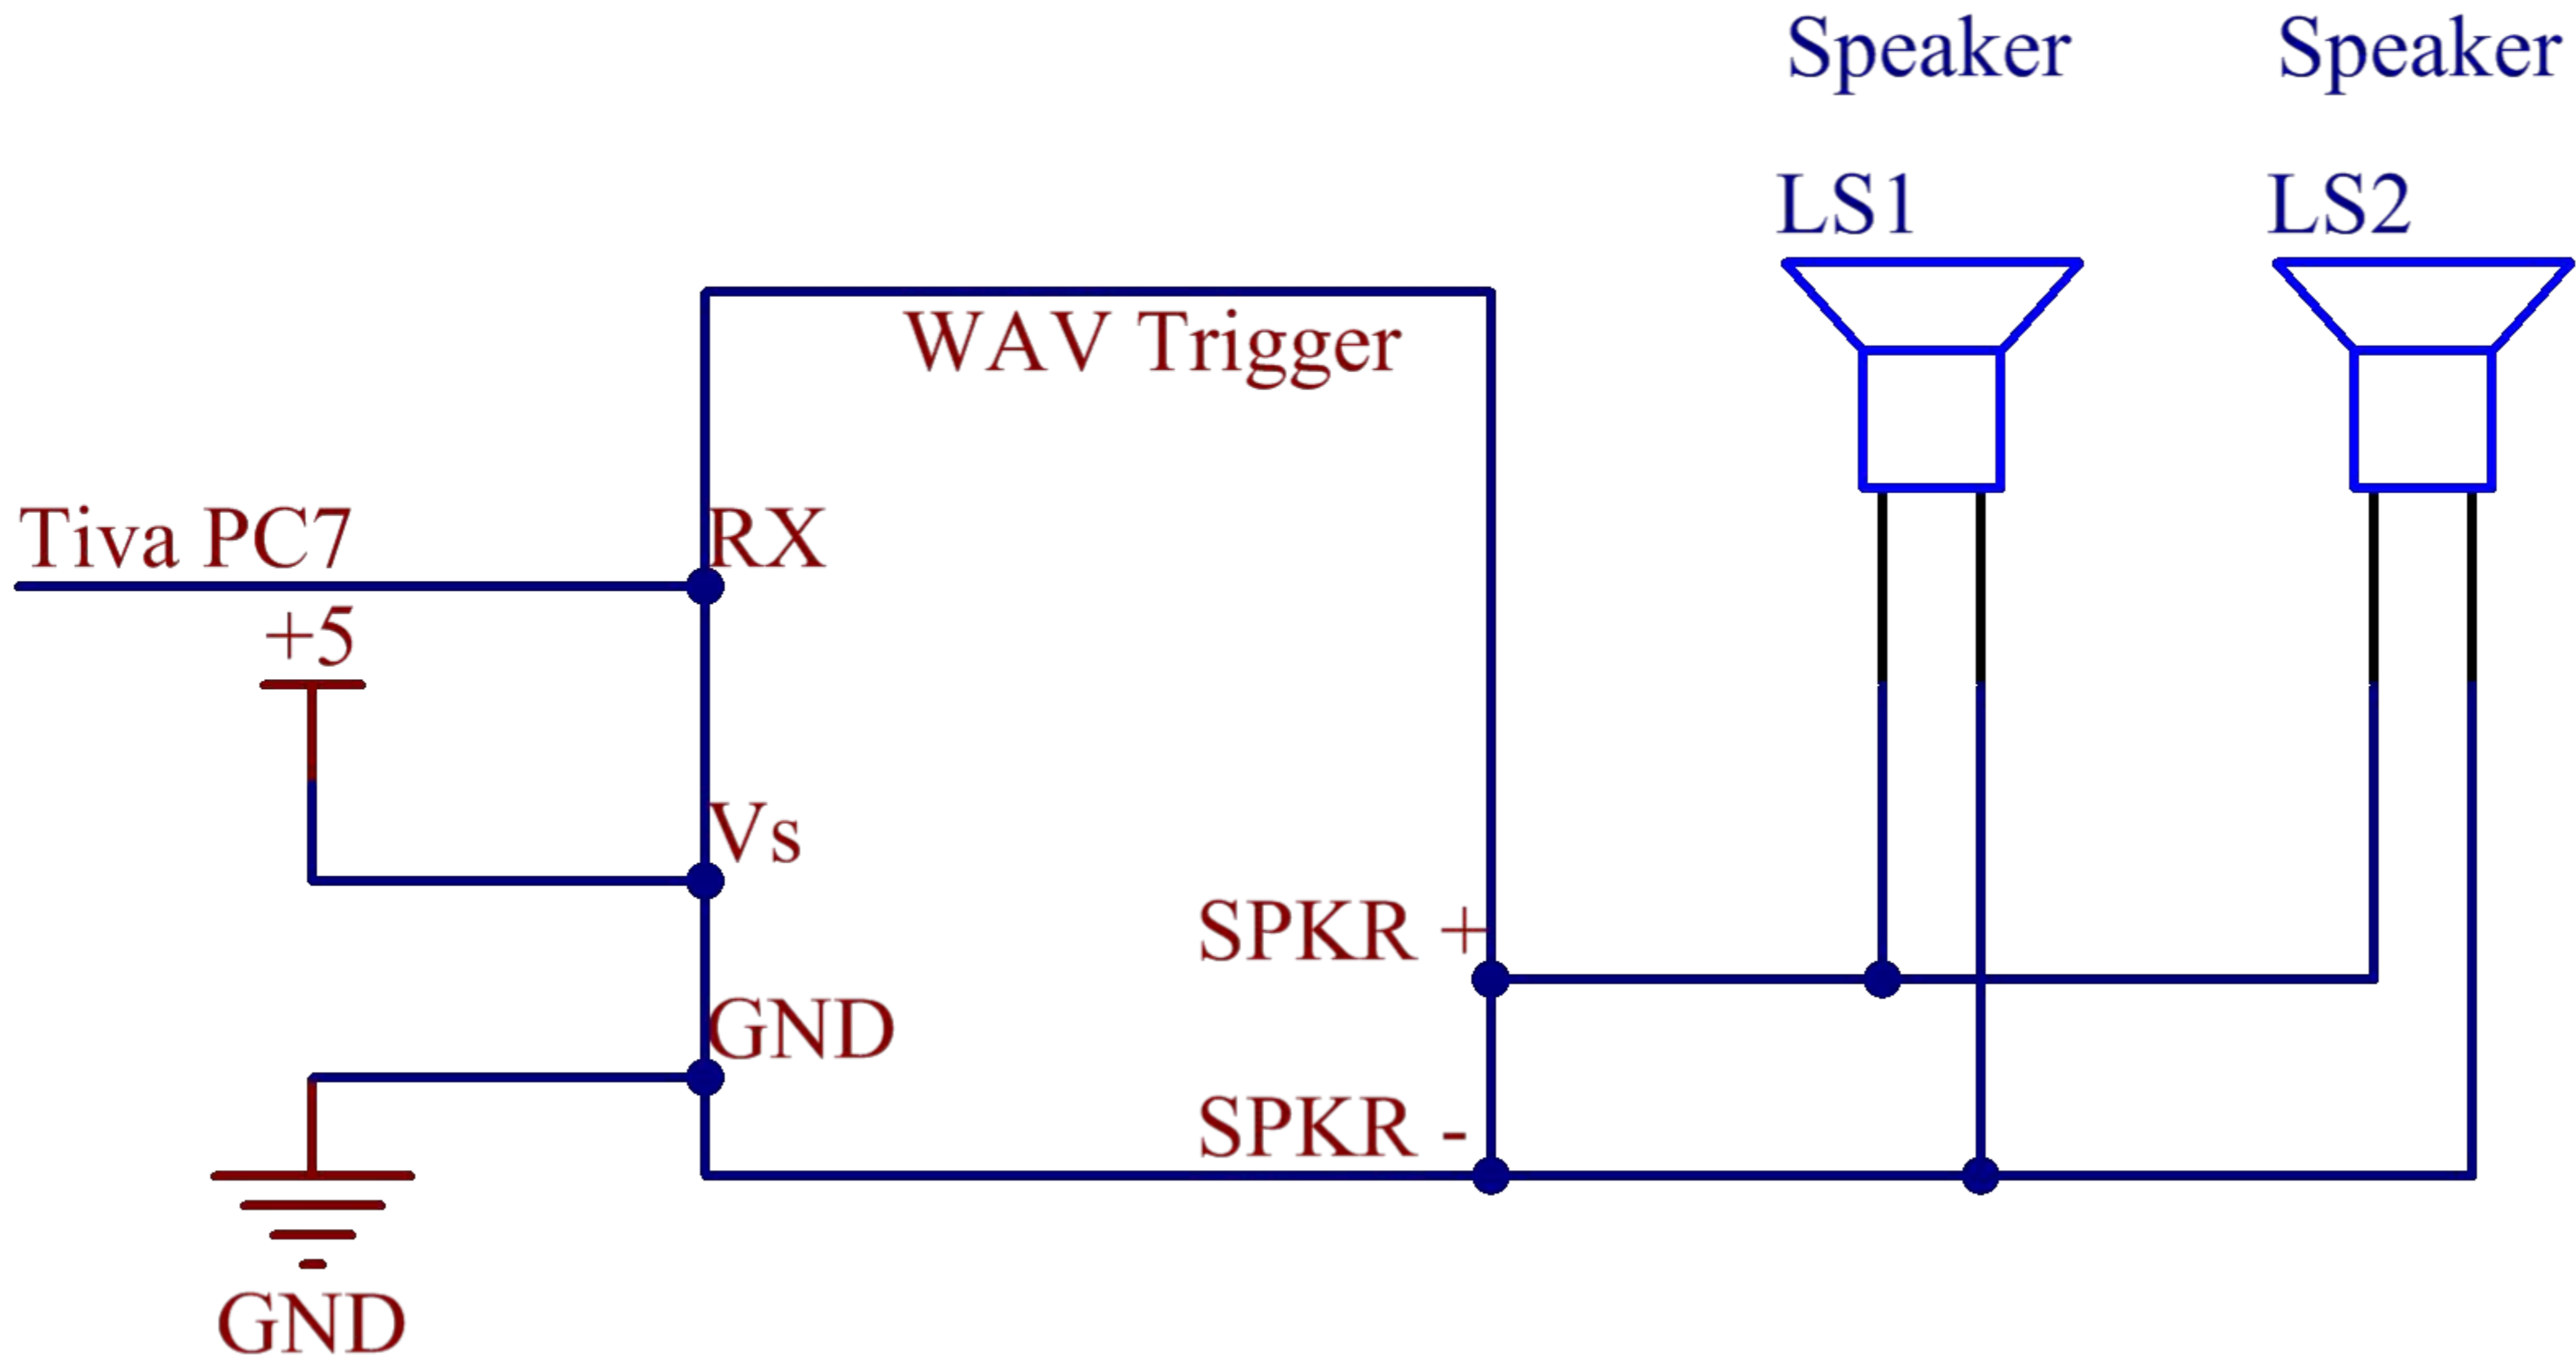 Speaker
Speaker
LS1
LS2
WAV Trigger
Tiva PC7
RX
+5
Vs
SPKR +
GND
SPKR -
GND